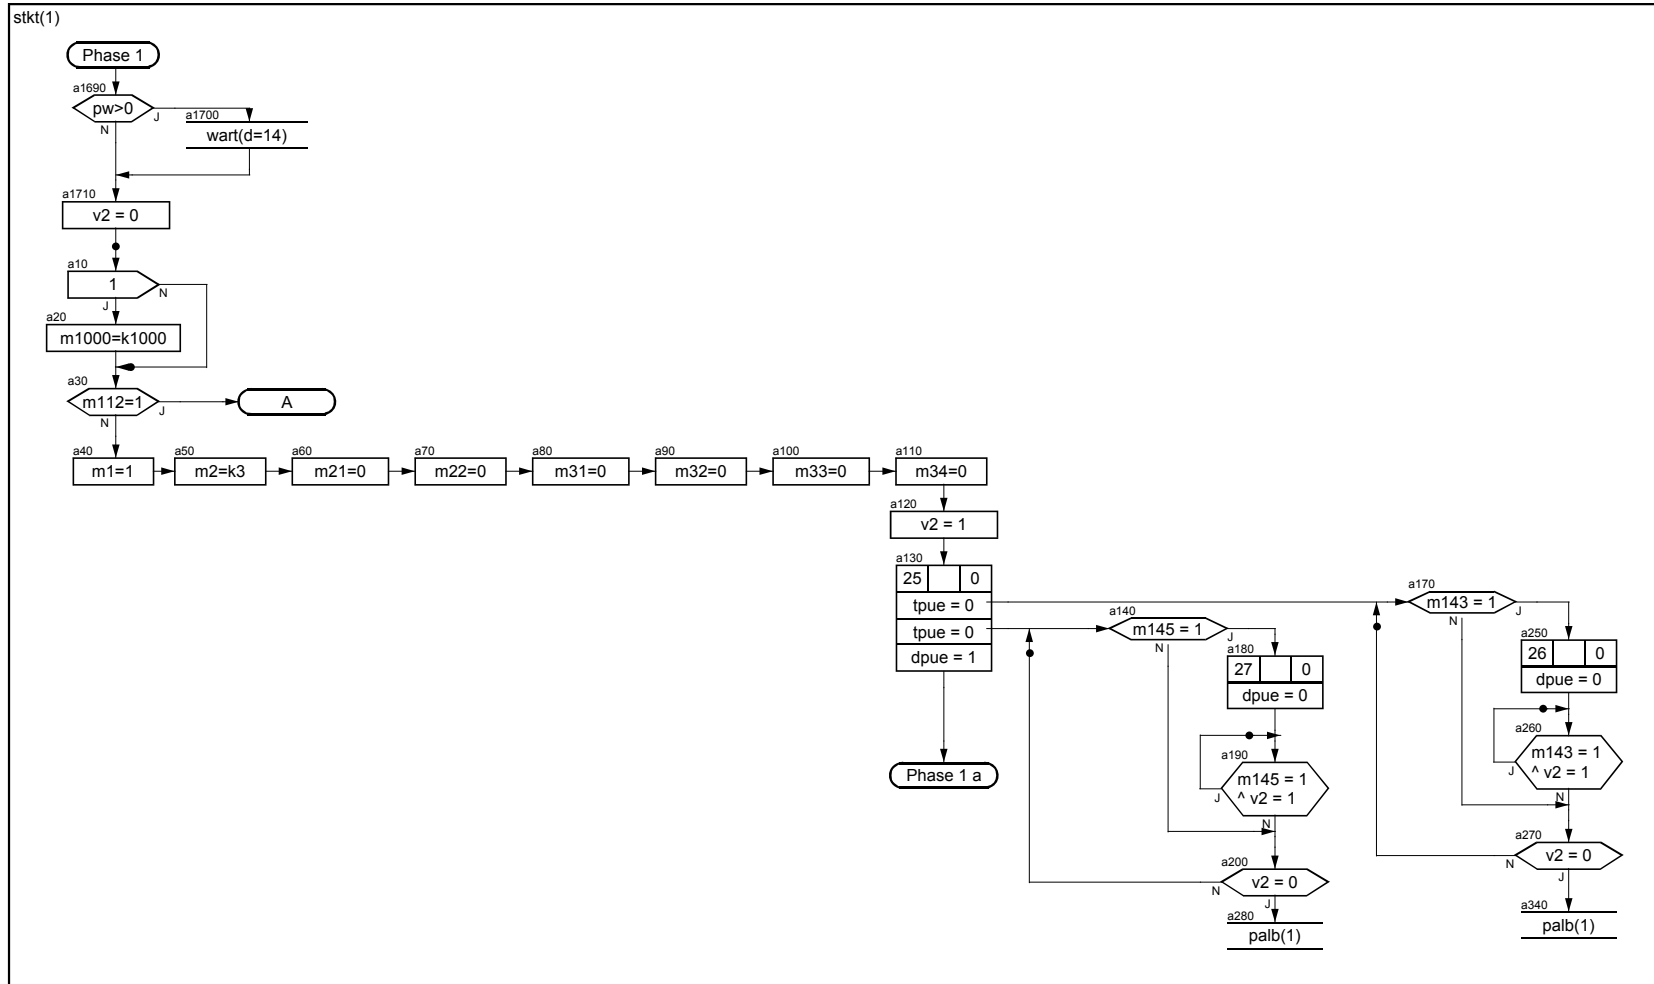 stkt(1)
Phase 1
a1690
pw>0
J
N
a1700
wart(d=14)
a1710
v2 = 0
a10
1
N
J
a20
m1000=k1000
a30
m112=1
J
N
A
a40
m1=1
a50
m2=k3
a60
m21=0
a70
m22=0
a80
m31=0
a90
m32=0
a100
m33=0
a110
m34=0
a120
v2 = 1
a130
25 0
tpue = 0
tpue = 0
dpue = 1
Phase 1 a
a140
m145 = 1
J
N
a180
27 0
dpue = 0
a190
m145 = 1
^ v2 = 1
J
N
a200
v2 = 0
N
J
a280
palb(1)
a170
m143 = 1
J
N
a250
26 0
dpue = 0
a260
m143 = 1
^ v2 = 1
J
N
a270
v2 = 0
N
J
a340
palb(1)